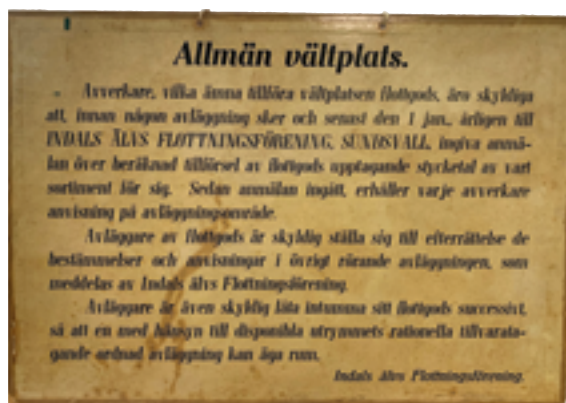 Allmän vältplats.
Avverkare, vilka ämna tillföra vältplatsen flottgods, äro skyldiga
att, innan någon avläggning sker och senast den 1 jan., årligen till
INDALS ÄLVS FLOTTNINGSFÖRENING, SUNDSVALL, ingiva anmä-
lan över beräknad tillförsel av flottgods upptagande stycketal av vart
sortiment för sig. Sedan anmälan ingått, erhåller varje avverkare
anvisning på avläggningsområde.
Avläggare av flottgods är skyldig ställa sig till efterrättelse de
bestämmelser och anvisningar i övrigt rörande avläggningen, som
meddelas av Indals älvs Flottningsförening.
Avläggare är även skyldig låta intumma sitt flottgods successivt,
så att en med hänsyn till disponibla utrymmets rationella tillvarata-
gande ordnad avläggning kan äga rum.
Indals älvs Flottningsförening.